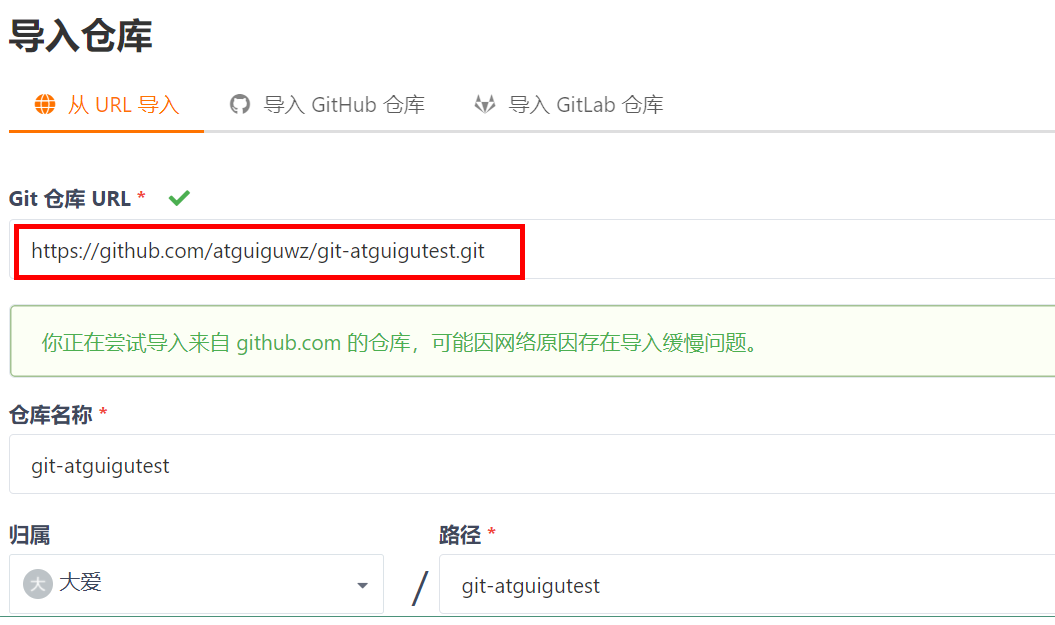 导入仓库
从 URL 导入 导入 GitHub 仓库 导入 GitLab 仓库
Git 仓库 URL *
https://github.com/atguiguwz/git-atguigutest.git
你正在尝试导入来自 github.com 的仓库，可能因网络原因存在导入缓慢问题。
仓库名称 *
git-atguigutest
归属 路径 *
大 大爱 / git-atguigutest